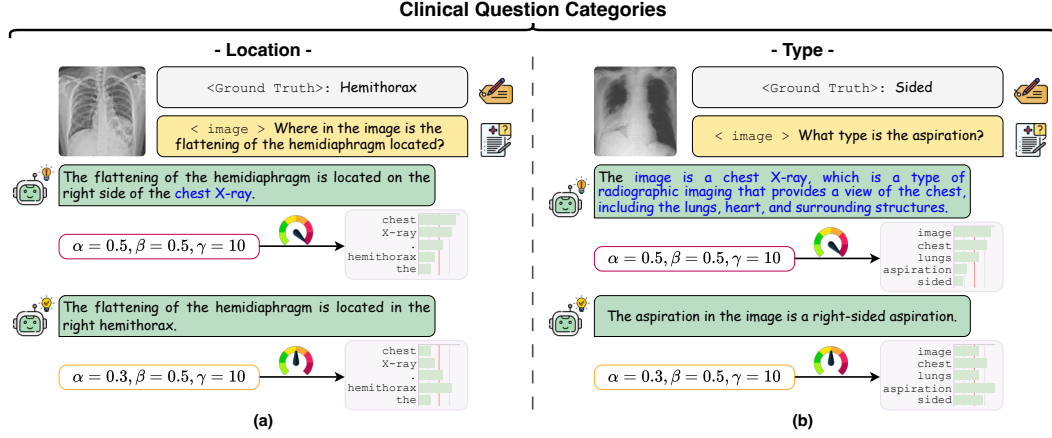 Clinical Question Categories
- Location -
<Ground Truth>: Hemithorax
< image > Where in the image is the
flattening of the hemidiaphragm located?
The flattening of the hemidiaphragm is located on the
right side of the chest X-ray.
α = 0.5, β = 0.5, γ = 10
chest
X-ray
.
hemithorax
the
The flattening of the hemidiaphragm is located in the
right hemithorax.
α = 0.3, β = 0.5, γ = 10
chest
X-ray
.
hemithorax
the
(a)
- Type -
<Ground Truth>: Sided
< image > What type is the aspiration?
The image is a chest X-ray, which is a type of
radiographic imaging that provides a view of the chest,
including the lungs, heart, and surrounding structures.
α = 0.5, β = 0.5, γ = 10
image
chest
lungs
aspiration
sided
The aspiration in the image is a right-sided aspiration.
α = 0.3, β = 0.5, γ = 10
image
chest
lungs
aspiration
sided
(b)